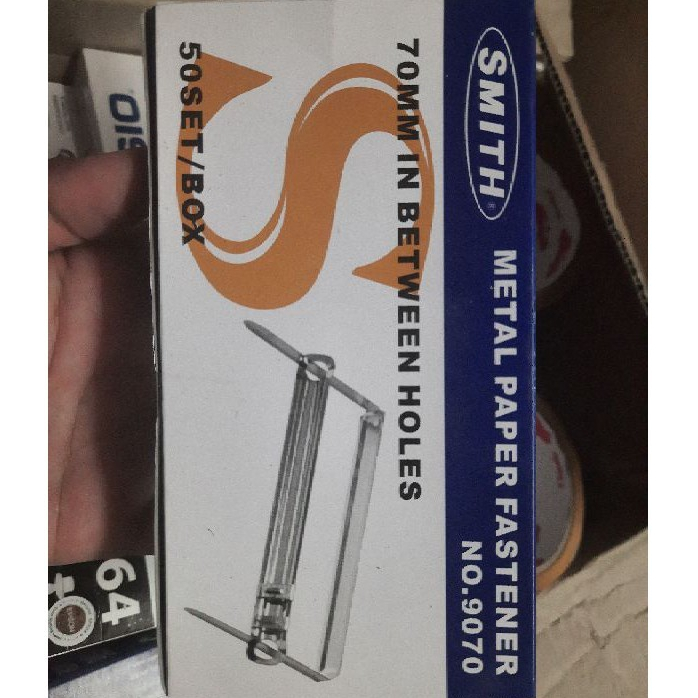 SMITH®
METAL PAPER FASTENER
NO.9070
70MM IN BETWEEN HOLES
50SET/BOX
64